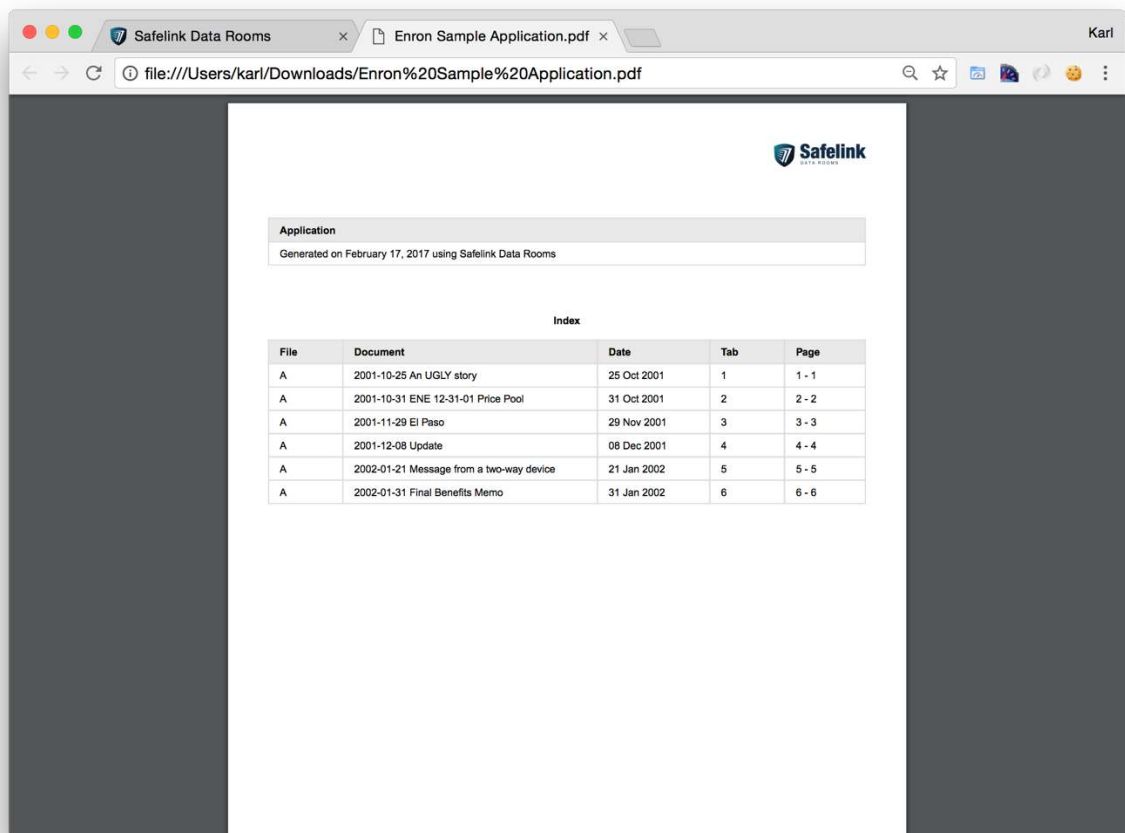 Safelink Data Rooms
Enron Sample Application.pdf
Karl
file:///Users/karl/Downloads/Enron%20Sample%20Application.pdf
Safelink
DATA ROOMS
Application
Generated on February 17, 2017 using Safelink Data Rooms
Index
File Document Date Tab Page
A 2001-10-25 An UGLY story 25 Oct 2001 1 1 - 1
A 2001-10-31 ENE 12-31-01 Price Pool 31 Oct 2001 2 2 - 2
A 2001-11-29 El Paso 29 Nov 2001 3 3 - 3
A 2001-12-08 Update 08 Dec 2001 4 4 - 4
A 2002-01-21 Message from a two-way device 21 Jan 2002 5 5 - 5
A 2002-01-31 Final Benefits Memo 31 Jan 2002 6 6 - 6